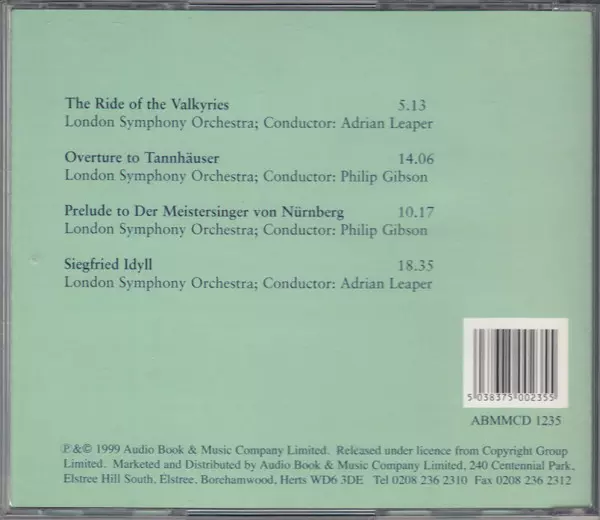 The Ride of the Valkyries 5.13
London Symphony Orchestra; Conductor: Adrian Leaper
Overture to Tannhäuser 14.06
London Symphony Orchestra; Conductor: Philip Gibson
Prelude to Der Meistersinger von Nürnberg 10.17
London Symphony Orchestra; Conductor: Philip Gibson
Siegfried Idyll 18.35
London Symphony Orchestra; Conductor: Adrian Leaper
5 038375 002355
ABMMCD 1235
℗&© 1999 Audio Book & Music Company Limited. Released under licence from Copyright Group
Limited. Marketed and Distributed by Audio Book & Music Company Limited, 240 Centennial Park,
Elstree Hill South, Elstree, Borehamwood, Herts WD6 3DE Tel 0208 236 2310 Fax 0208 236 2312